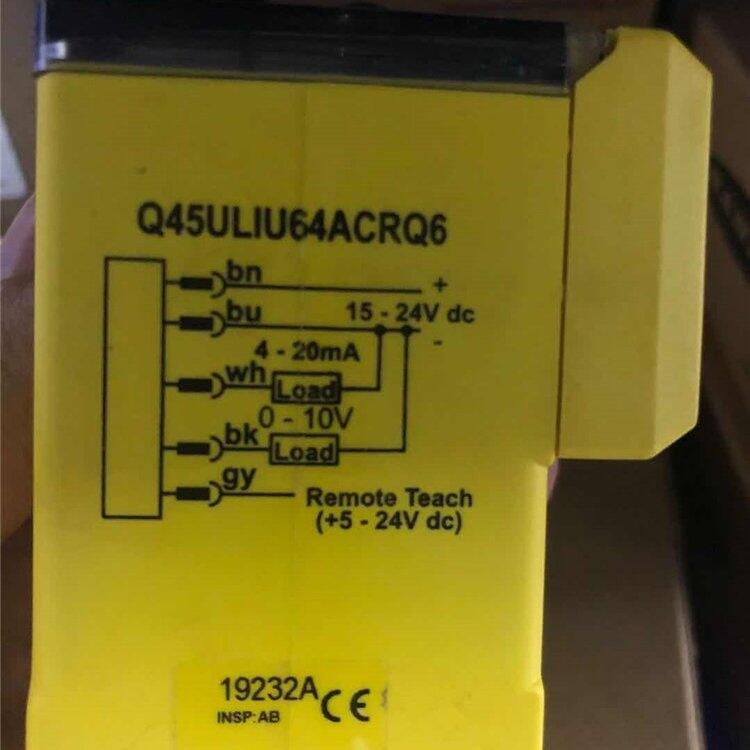 Q45ULIU64ACRQ6
bn +
bu 15 - 24V dc
-
4 - 20mA
wh Load
0 - 10V
bk Load
gy Remote Teach
(+5 - 24V dc)
19232A CE
INSP: AB